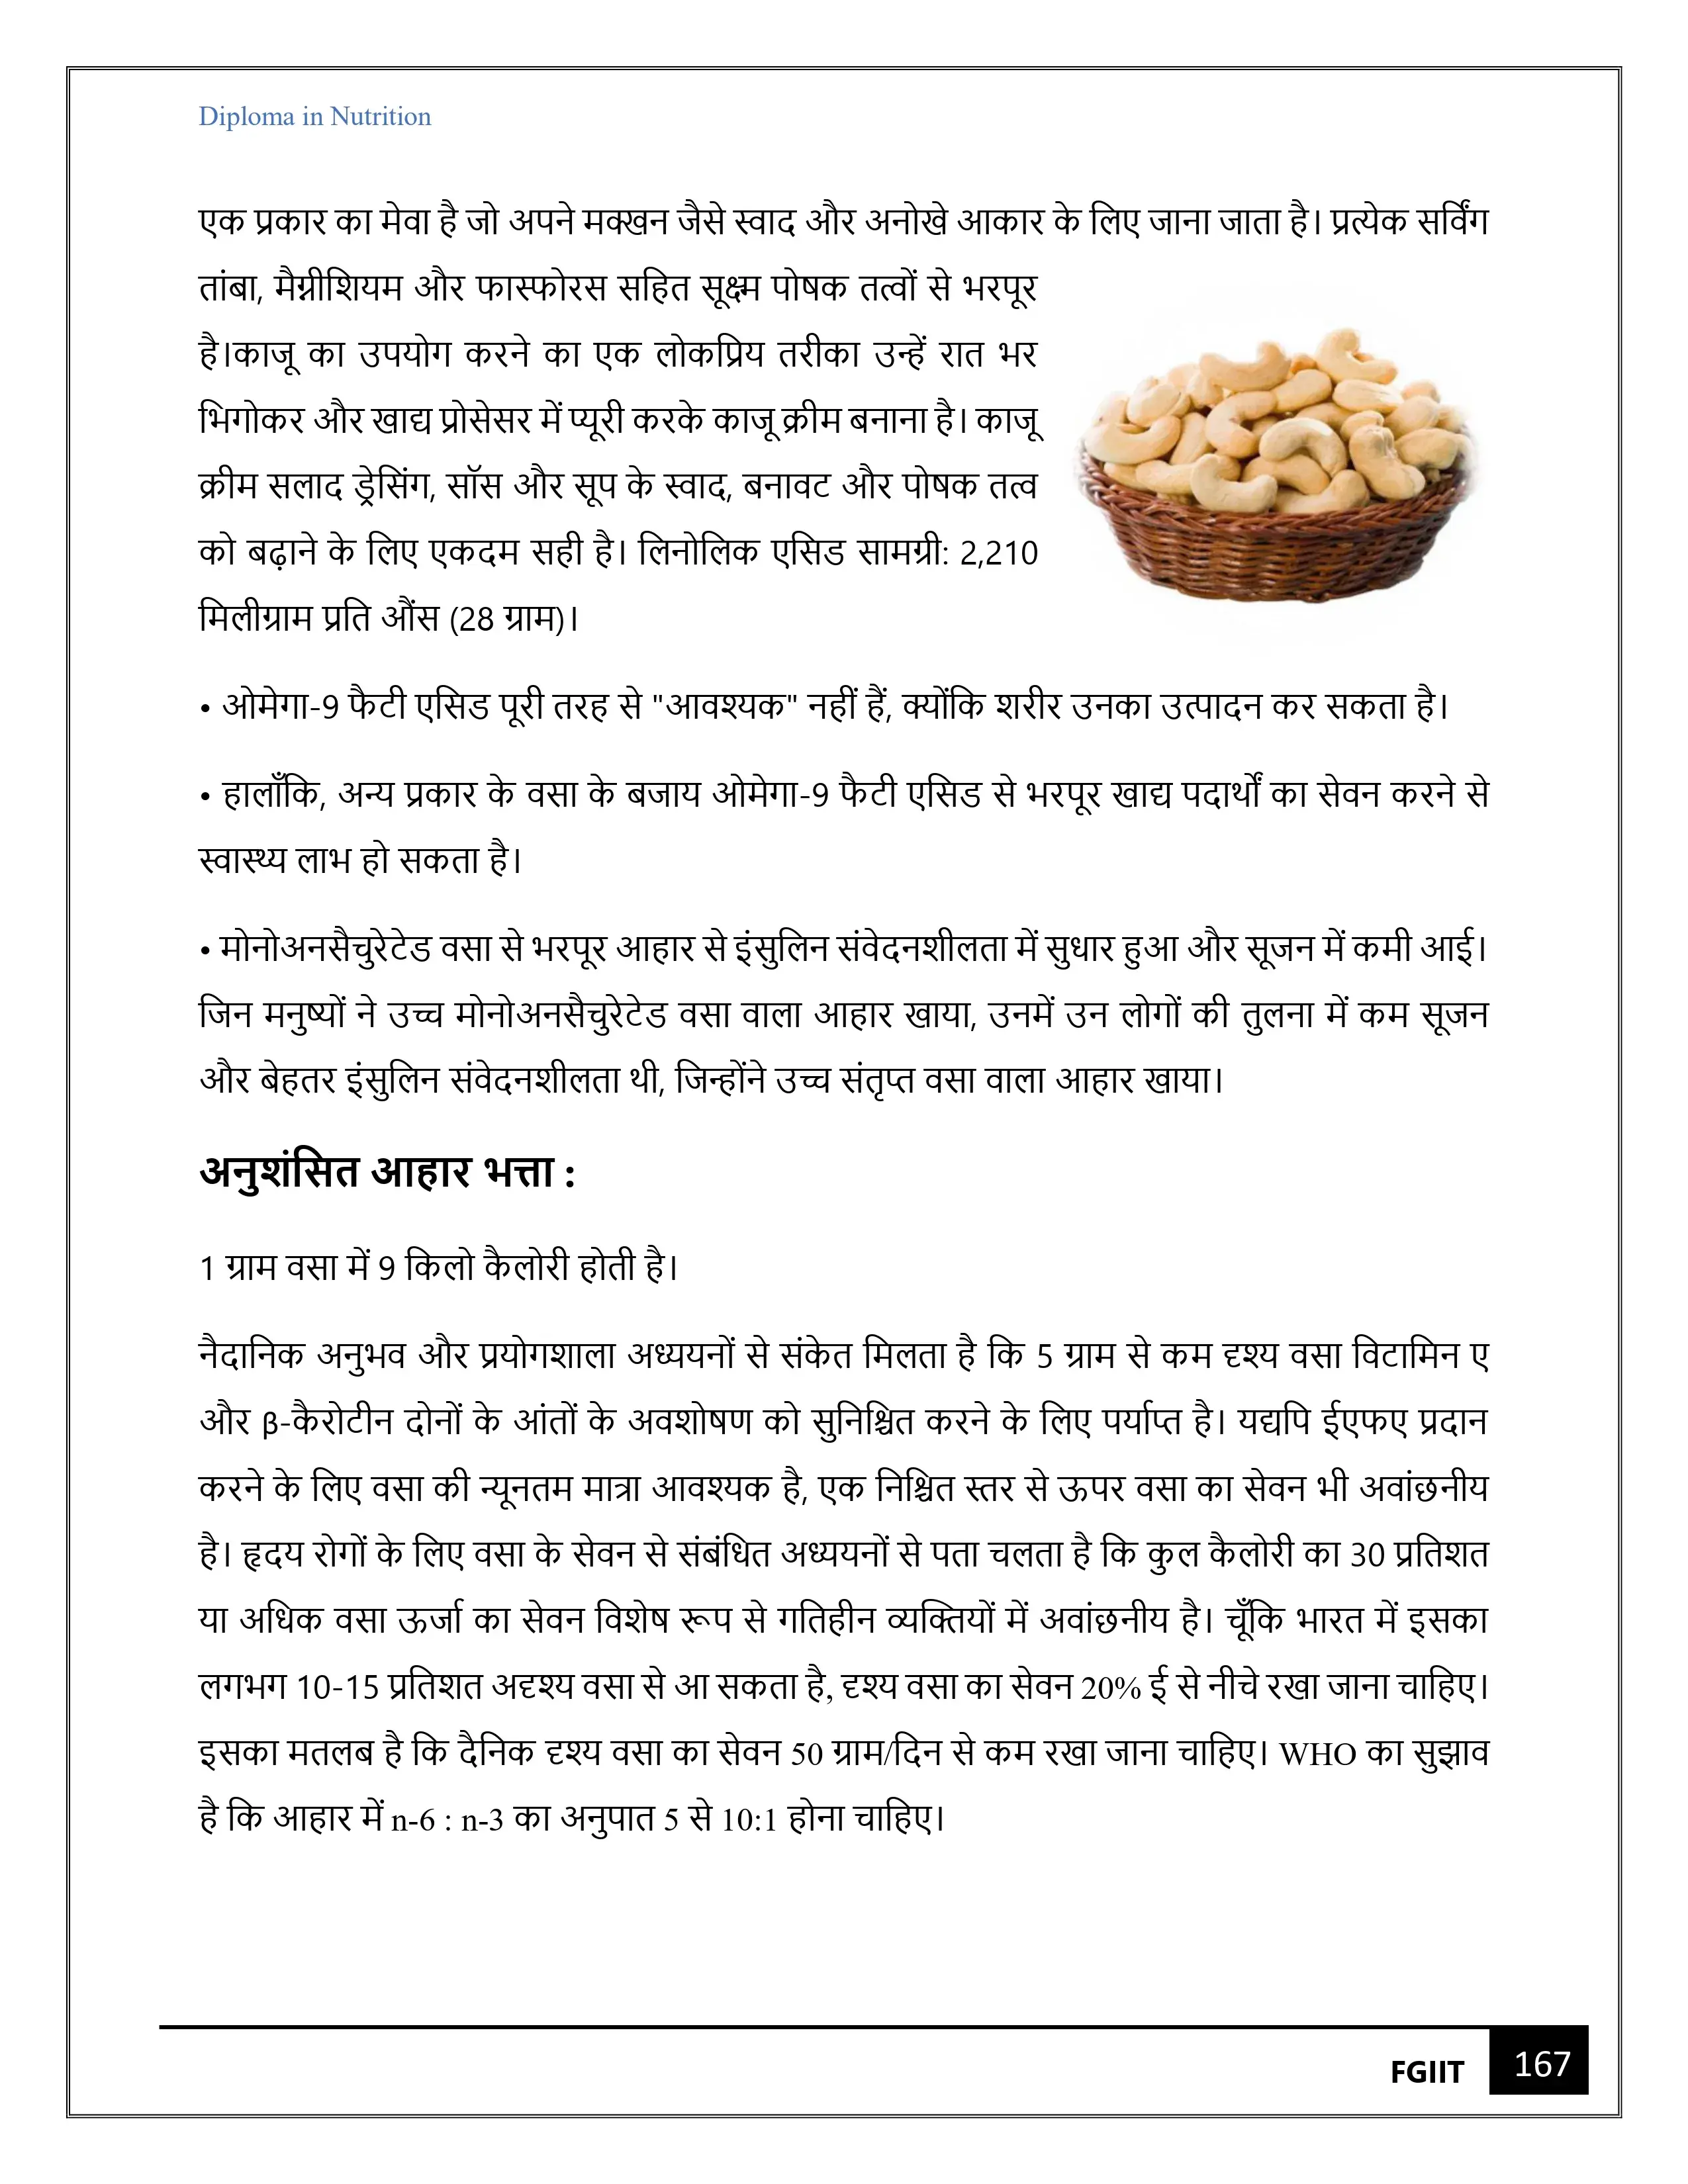 Diploma in Nutrition
एक प्रकार का मेवा है जो अपने मक्खन जैसे स्वाद और अनोखे आकार के लिए जाना जाता है। प्रत्येक सर्विंग
तांबा, मैग्नीशियम और फास्फोरस सहित सूक्ष्म पोषक तत्वों से भरपूर
है।काजू का उपयोग करने का एक लोकप्रिय तरीका उन्हें रात भर
भिगोकर और खाद्य प्रोसेसर में प्यूरी करके काजू क्रीम बनाना है। काजू
क्रीम सलाद ड्रेसिंग, सॉस और सूप के स्वाद, बनावट और पोषक तत्व
को बढ़ाने के लिए एकदम सही है। लिनोलिक एसिड सामग्री: 2,210
मिलीग्राम प्रति औंस (28 ग्राम)।
• ओमेगा-9 फैटी एसिड पूरी तरह से "आवश्यक" नहीं हैं, क्योंकि शरीर उनका उत्पादन कर सकता है।
• हालाँकि, अन्य प्रकार के वसा के बजाय ओमेगा-9 फैटी एसिड से भरपूर खाद्य पदार्थों का सेवन करने से
स्वास्थ्य लाभ हो सकता है।
• मोनोअनसैचुरेटेड वसा से भरपूर आहार से इंसुलिन संवेदनशीलता में सुधार हुआ और सूजन में कमी आई।
जिन मनुष्यों ने उच्च मोनोअनसैचुरेटेड वसा वाला आहार खाया, उनमें उन लोगों की तुलना में कम सूजन
और बेहतर इंसुलिन संवेदनशीलता थी, जिन्होंने उच्च संतृप्त वसा वाला आहार खाया।
अनुशंसित आहार भत्ता :
1 ग्राम वसा में 9 किलो कैलोरी होती है।
नैदानिक अनुभव और प्रयोगशाला अध्ययनों से संकेत मिलता है कि 5 ग्राम से कम दृश्य वसा विटामिन ए
और β-कैरोटीन दोनों के आंतों के अवशोषण को सुनिश्चित करने के लिए पर्याप्त है। यद्यपि ईएफए प्रदान
करने के लिए वसा की न्यूनतम मात्रा आवश्यक है, एक निश्चित स्तर से ऊपर वसा का सेवन भी अवांछनीय
है। हृदय रोगों के लिए वसा के सेवन से संबंधित अध्ययनों से पता चलता है कि कुल कैलोरी का 30 प्रतिशत
या अधिक वसा ऊर्जा का सेवन विशेष रूप से गतिहीन व्यक्तियों में अवांछनीय है। चूँकि भारत में इसका
लगभग 10-15 प्रतिशत अदृश्य वसा से आ सकता है, दृश्य वसा का सेवन 20% ई से नीचे रखा जाना चाहिए।
इसका मतलब है कि दैनिक दृश्य वसा का सेवन 50 ग्राम/दिन से कम रखा जाना चाहिए। WHO का सुझाव
है कि आहार में n-6 : n-3 का अनुपात 5 से 10:1 होना चाहिए।
FGIIT 167